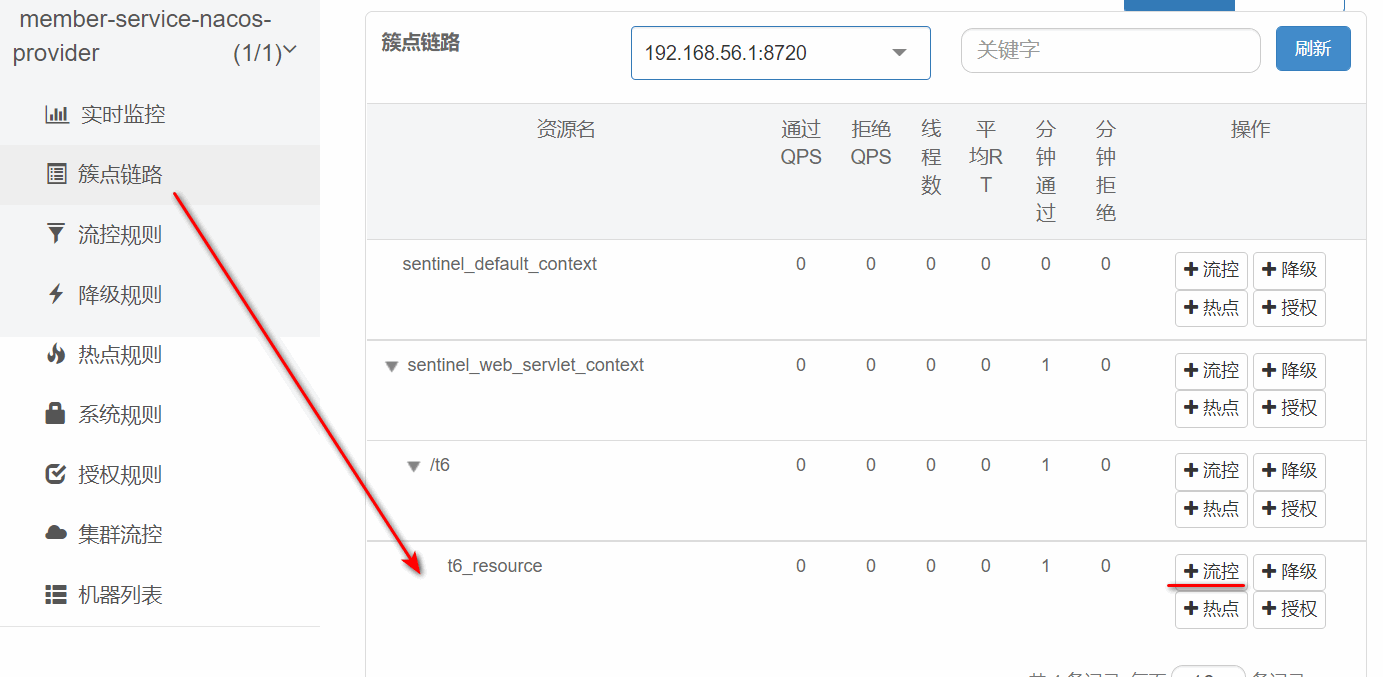 member-service-nacos-
provider (1/1)
实时监控
簇点链路
流控规则
降级规则
热点规则
系统规则
授权规则
集群流控
机器列表
簇点链路 192.168.56.1:8720 关键字 刷新
资源名 通过QPS 拒绝QPS 线程数 平均RT 分钟通过 分钟拒绝 操作
sentinel_default_context 0 0 0 0 0 0 流控 降级
热点 授权
sentinel_web_servlet_context 0 0 0 0 1 0 流控 降级
热点 授权
/t6 0 0 0 0 1 0 流控 降级
热点 授权
t6_resource 0 0 0 0 1 0 流控 降级
热点 授权